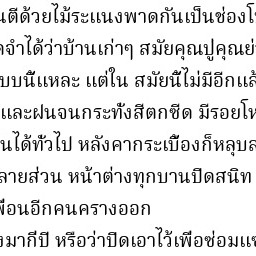 นตีด้วยไม้ระแนงพาดกันเป็นช่อง
จำได้ว่าบ้านเก่าๆ สมัยคุณปู่คุณย่
บบนี้แหละ แต่ใน สมัยนี้ไม่มีอีกแล้
และฝนจนกระทั่งสีตกซีด มีรอยโห
นได้ทั่วไป หลังคากระเบื้องก็หลุบล
ลายส่วน หน้าต่างทุกบานปิดสนิท
พื่อนอีกคนครางออก
งมากี่ปี หรือว่าปิดเอาไว้เพื่อซ่อมแซ